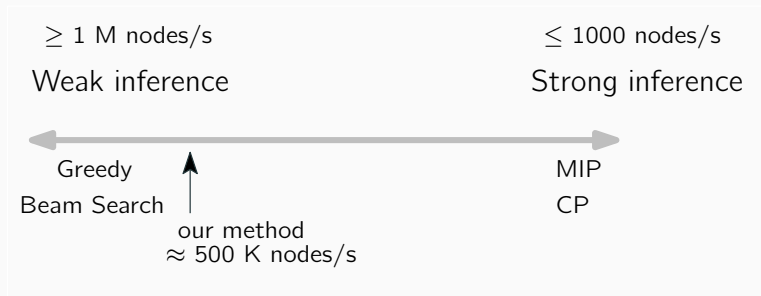 ≥ 1 M nodes/s
≤ 1000 nodes/s
Weak inference
Strong inference
Greedy
MIP
Beam Search
CP
our method
≈ 500 K nodes/s